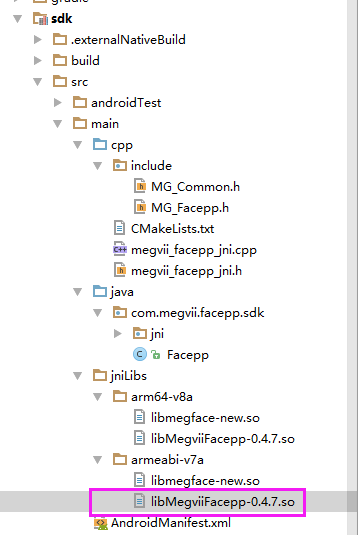 gradle
sdk
.externalNativeBuild
build
src
androidTest
main
cpp
include
MG_Common.h
MG_Facepp.h
CMakeLists.txt
megvii_facepp_jni.cpp
megvii_facepp_jni.h
java
com.megvii.facepp.sdk
jni
Facepp
jniLibs
arm64-v8a
libmegface-new.so
libMegviiFacepp-0.4.7.so
armeabi-v7a
libmegface-new.so
libMegviiFacepp-0.4.7.so
AndroidManifest.xml